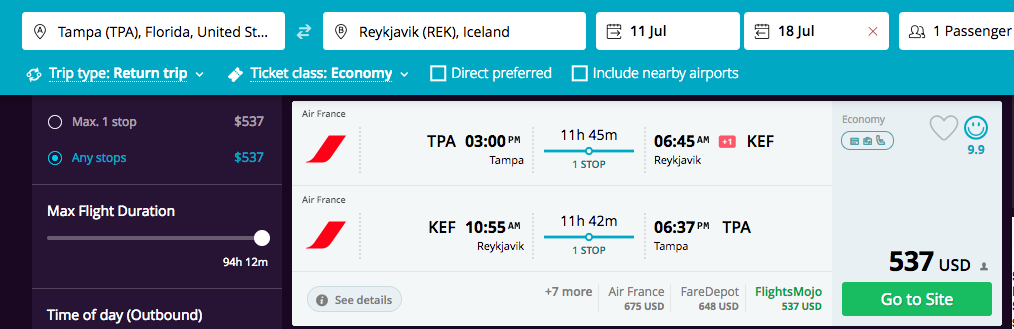 A Tampa (TPA), Florida, United St...
B Reykjavik (REK), Iceland
11 Jul
18 Jul
1 Passenger
Trip type: Return trip
Ticket class: Economy
Direct preferred
Include nearby airports
Max. 1 stop $537
Any stops $537
Max Flight Duration
94h 12m
Time of day (Outbound)
Air France
TPA 03:00 PM
Tampa
11h 45m
1 STOP
06:45 AM +1 KEF
Reykjavik
Air France
KEF 10:55 AM
Reykjavik
11h 42m
1 STOP
06:37 PM TPA
Tampa
See details
+7 more
Air France
675 USD
FareDepot
648 USD
FlightsMojo
537 USD
Economy
9.9
537 USD
Go to Site